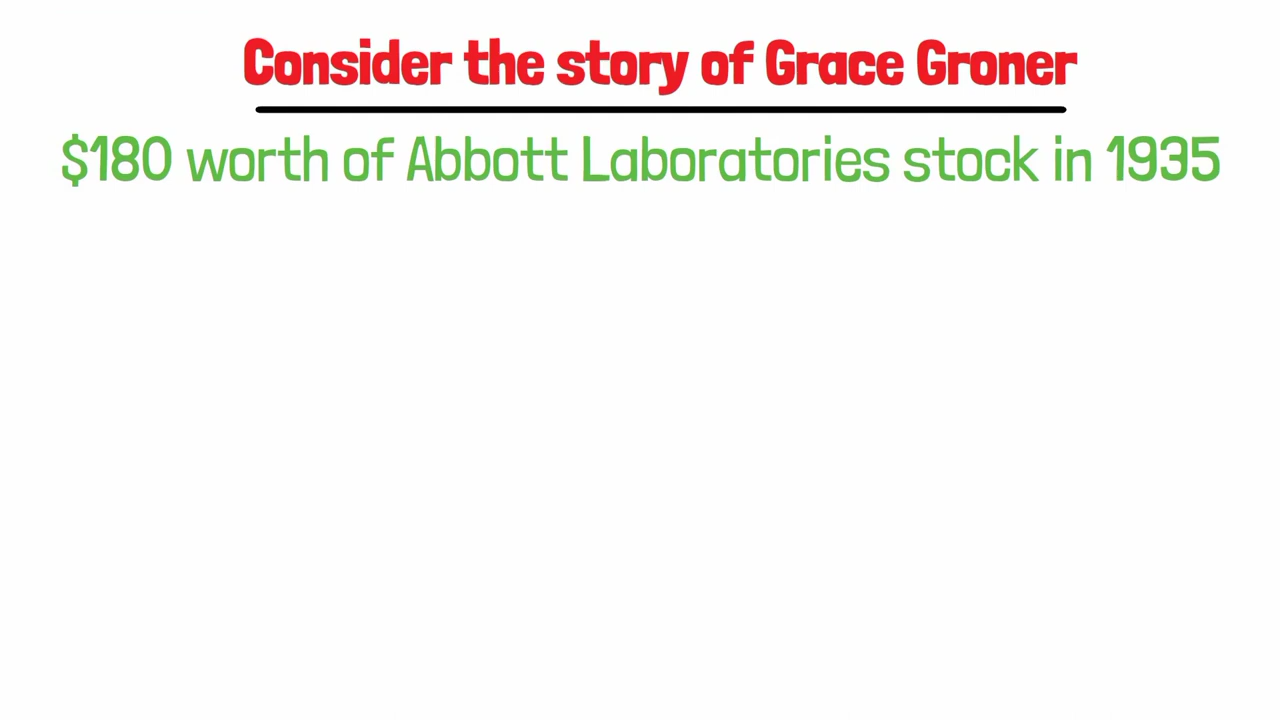 Consider the story of Grace Groner
$180 worth of Abbott Laboratories stock in 1935